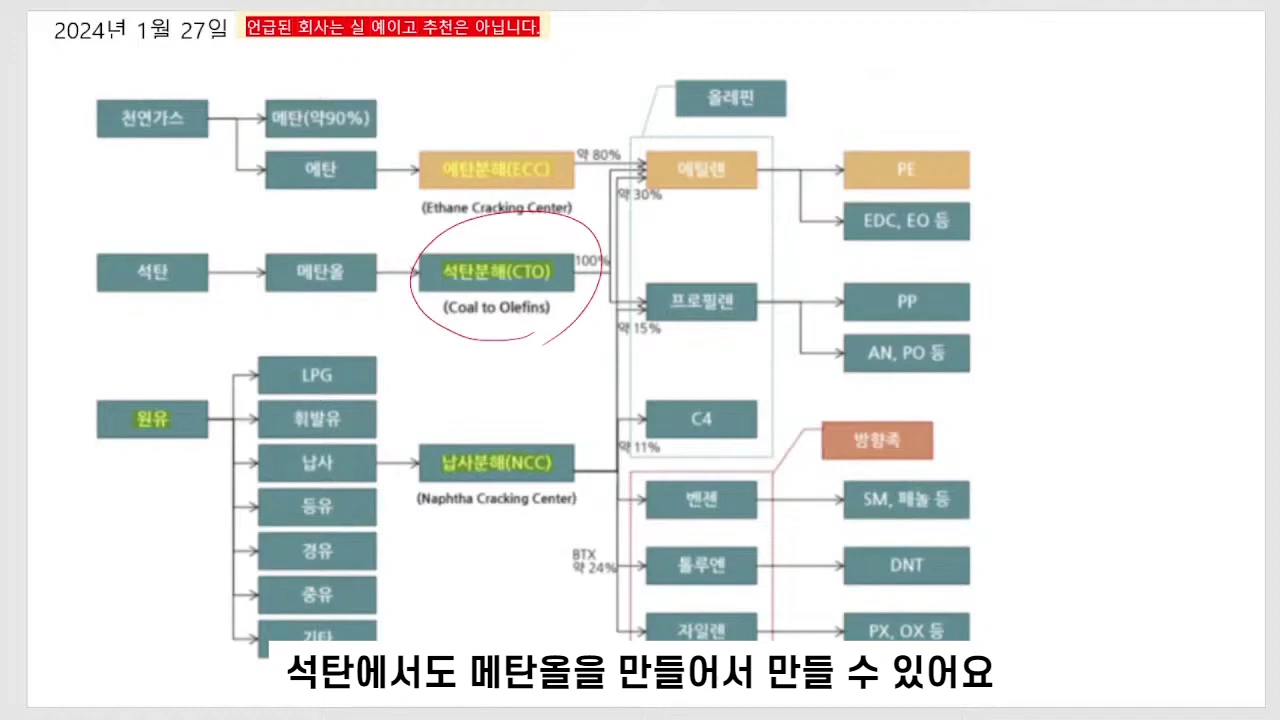 2024년 1월 27일
언급된 회사는 실 예이고 추천은 아닙니다.
올레핀
천연가스
메탄(약90%)
에탄
에탄분해(ECC)
(Ethane Cracking Center)
약 80%
에틸렌
약 30%
PE
EDC, EO 등
석탄
메탄올
석탄분해(CTO)
(Coal to Olefins)
100%
프로필렌
약 15%
PP
AN, PO 등
원유
LPG
휘발유
납사
등유
경유
중유
기타
납사분해(NCC)
(Naphtha Cracking Center)
C4
약 11%
방향족
벤젠
SM, 페놀 등
BTX
약 24%
톨루엔
DNT
자일렌
PX, OX 등
석탄에서도 메탄올을 만들어서 만들 수 있어요